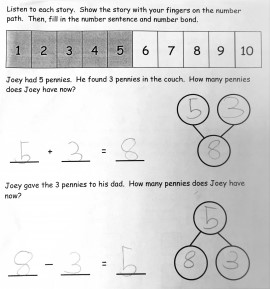 Listen to each story. Show the story with your fingers on the number
path. Then, fill in the number sentence and number bond.
1 2 3 4 5 6 7 8 9 10
Joey had 5 pennies. He found 3 pennies in the couch. How many pennies
does Joey have now?
5 3
8
5 + 3 = 8
Joey gave the 3 pennies to his dad. How many pennies does Joey have
now?
5
8 3
8 - 3 = 5